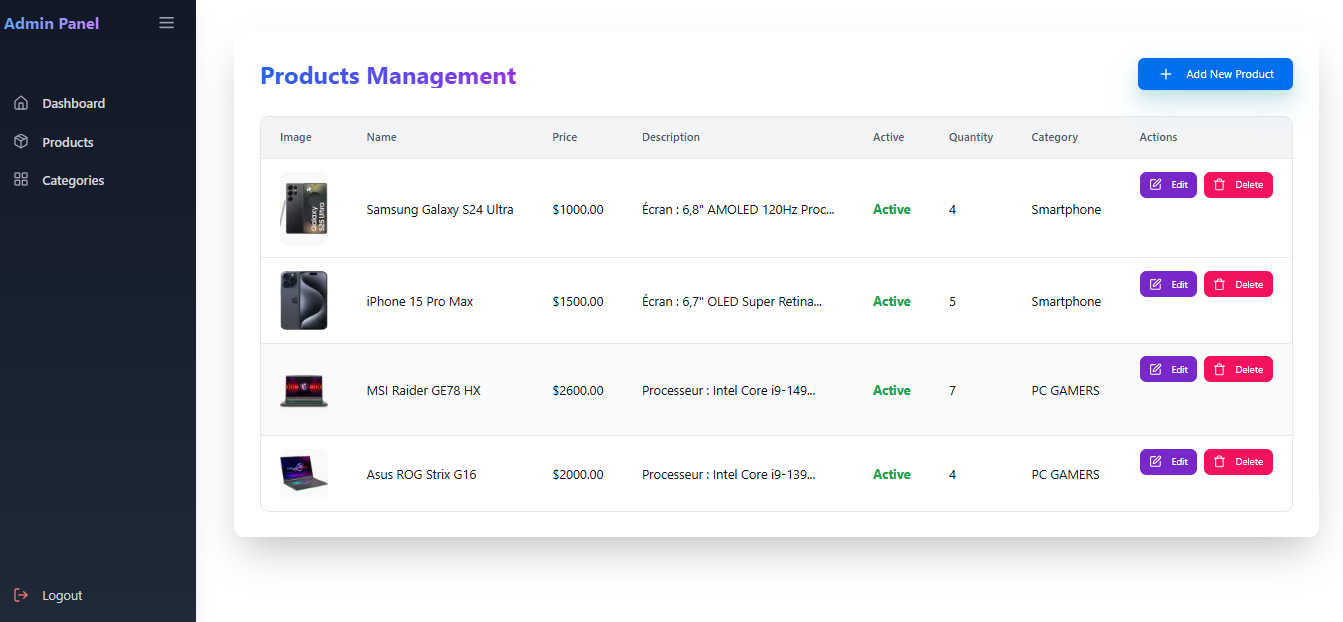 Admin Panel
Dashboard
Products
Categories
Logout
Products Management
Add New Product
Image Name Price Description Active Quantity Category Actions
Galaxy
S25 Ultra
Samsung Galaxy S24 Ultra $1000.00 Écran : 6,8" AMOLED 120Hz Proc... Active 4 Smartphone Edit Delete
iPhone 15 Pro Max $1500.00 Écran : 6,7" OLED Super Retina... Active 5 Smartphone Edit Delete
MSI Raider GE78 HX $2600.00 Processeur : Intel Core i9-149... Active 7 PC GAMERS Edit Delete
Asus ROG Strix G16 $2000.00 Processeur : Intel Core i9-139... Active 4 PC GAMERS Edit Delete